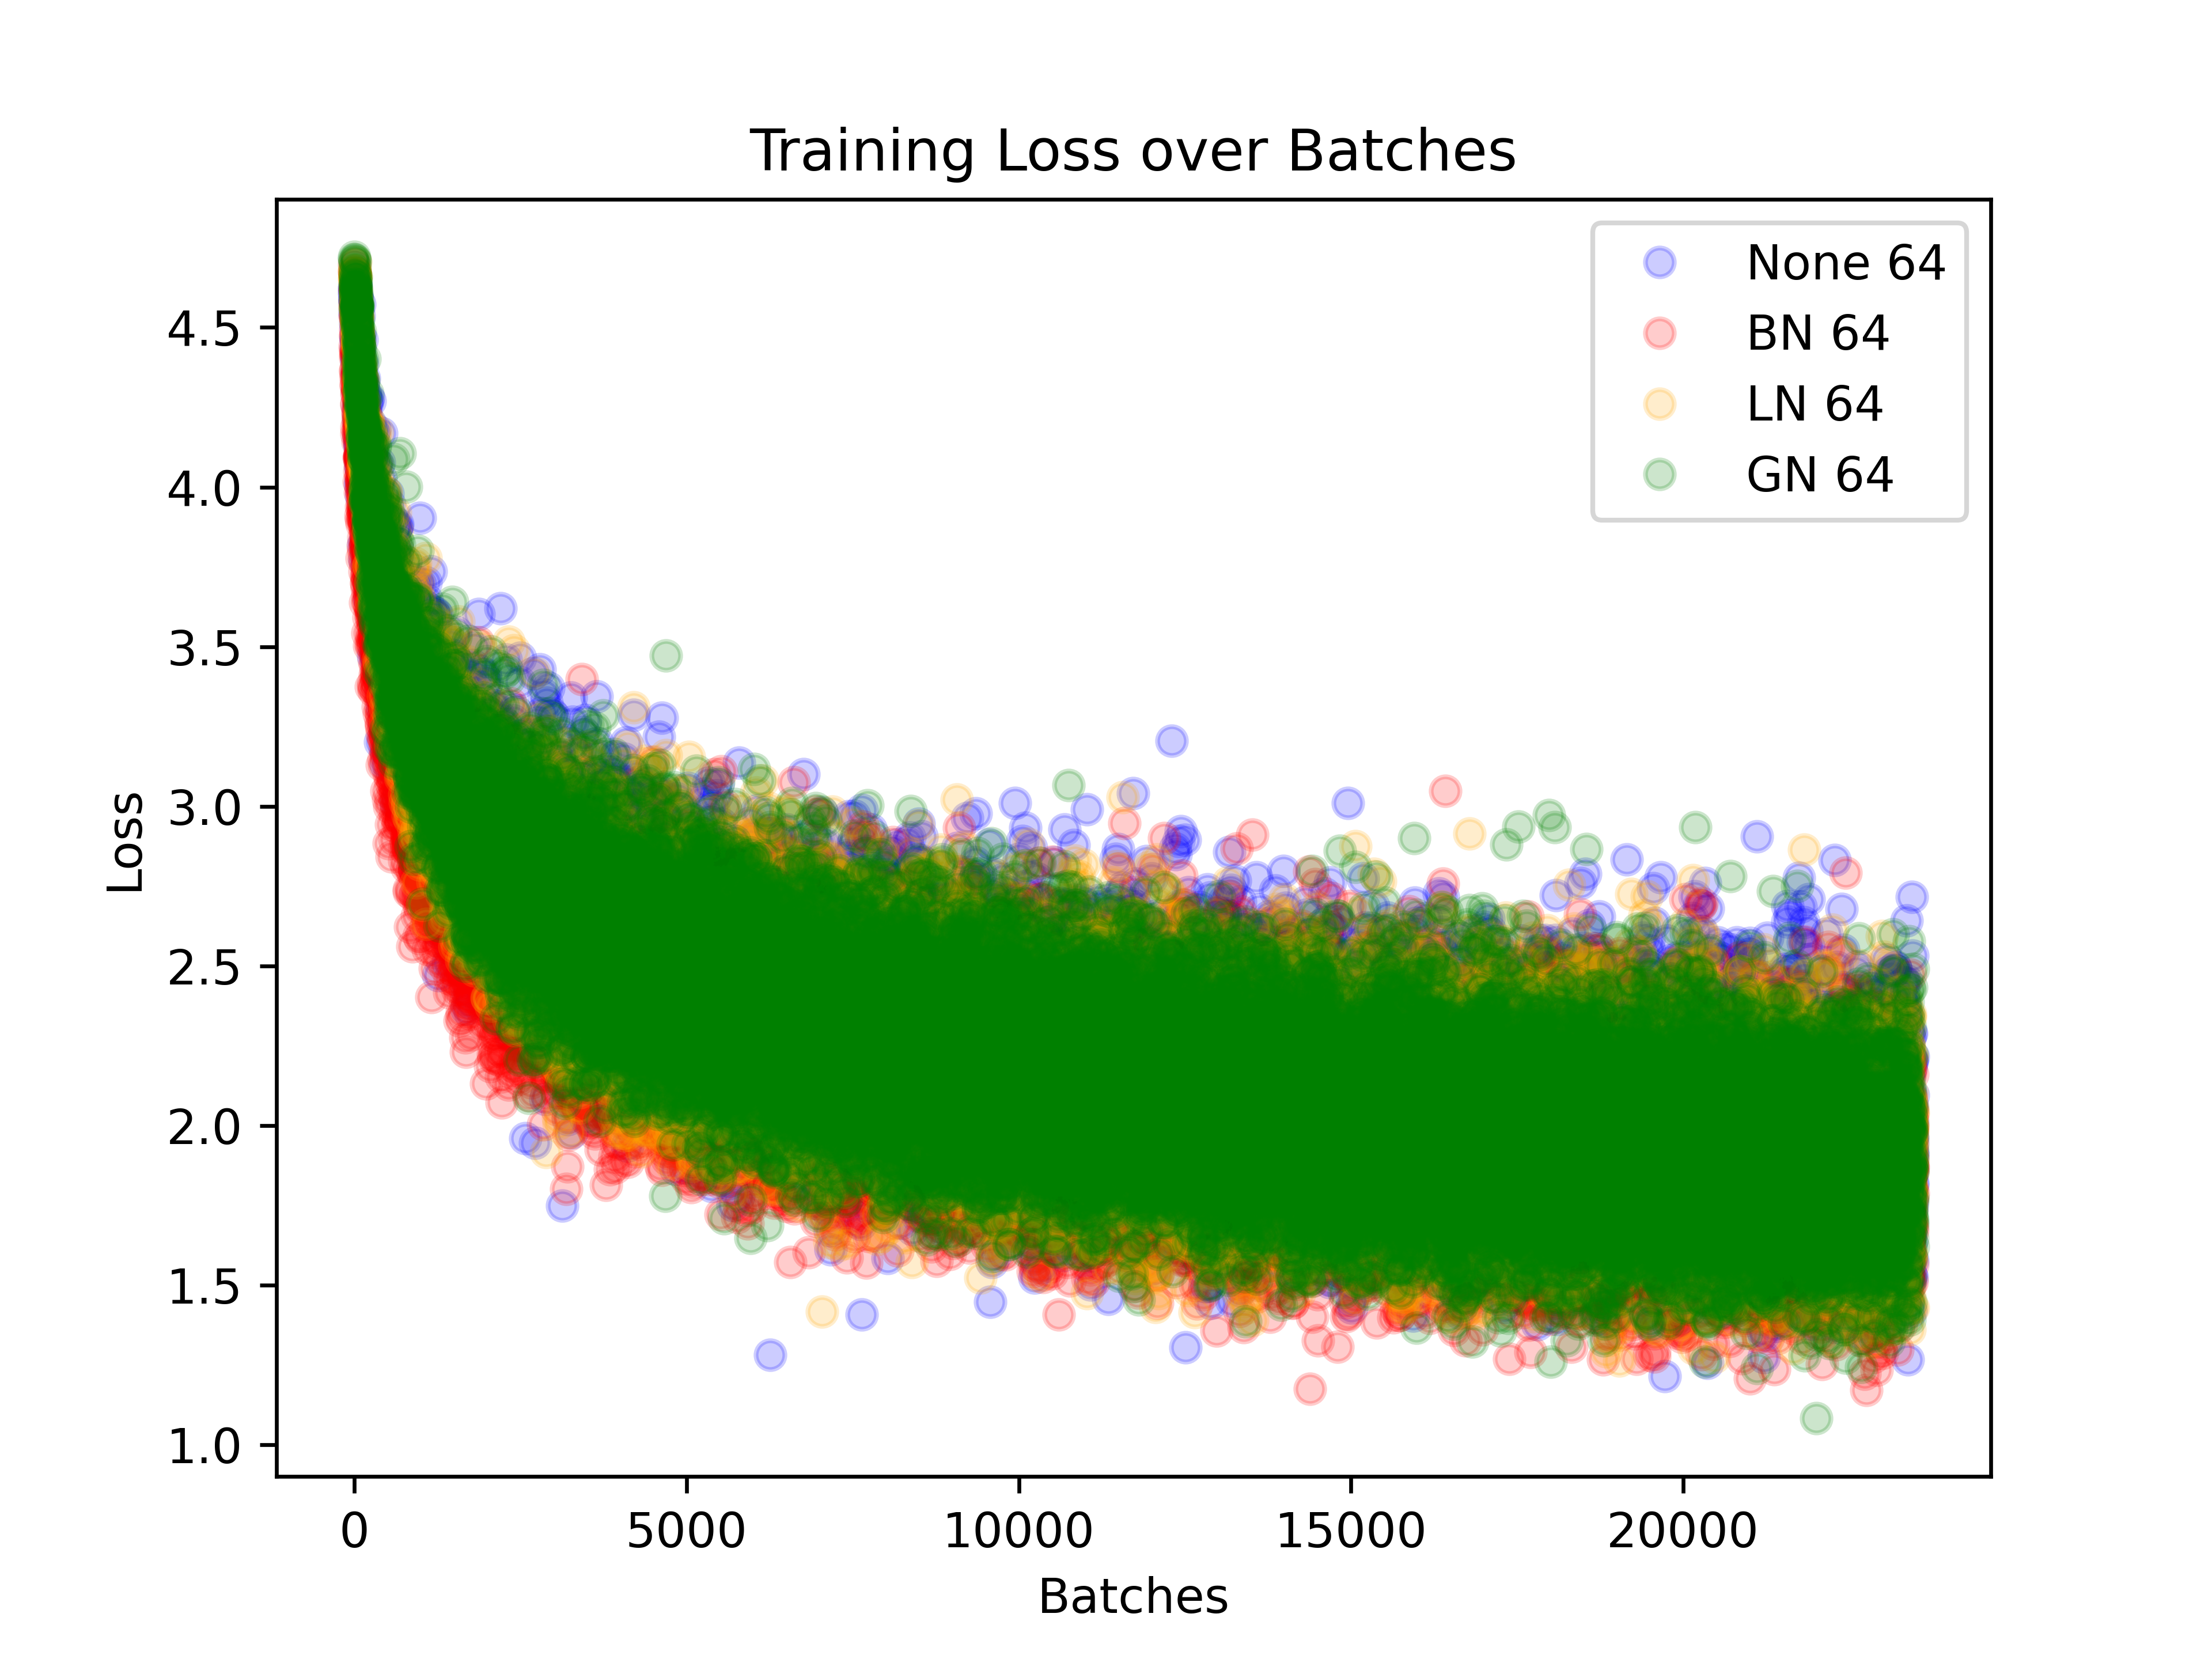 Training Loss over Batches
None 64
BN 64
LN 64
GN 64
4.5
4.0
3.5
3.0
2.5
2.0
1.5
1.0
Loss
0 5000 10000 15000 20000
Batches